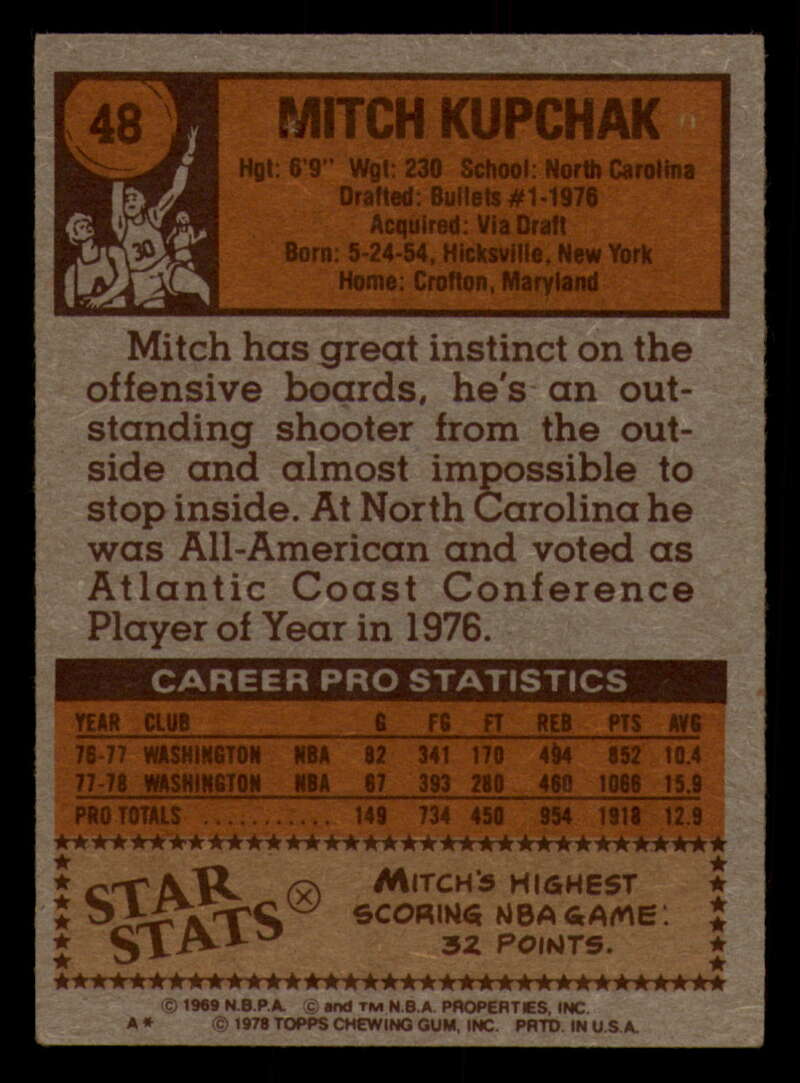 48
MITCH KUPCHAK
Hgt: 6'9" Wgt: 230 School: North Carolina
Drafted: Bullets #1-1976
Acquired: Via Draft
Born: 5-24-54, Hicksville, New York
Home: Crofton, Maryland
30
Mitch has great instinct on the
offensive boards, he's an out-
standing shooter from the out-
side and almost impossible to
stop inside. At North Carolina he
was All-American and voted as
Atlantic Coast Conference
Player of Year in 1976.
CAREER PRO STATISTICS
YEAR CLUB G FG FT REB PTS AVG
76-77 WASHINGTON NBA 82 341 170 494 852 10.4
77-78 WASHINGTON NBA 67 393 280 460 1066 15.9
PRO TOTALS ........... 149 734 450 954 1918 12.9
STAR
STATS
MITCH'S HIGHEST
SCORING NBA GAME:
32 POINTS.
© 1969 N.B.P.A. © and TM N.B.A. PROPERTIES, INC.
A* © 1978 TOPPS CHEWING GUM, INC. PRTD. IN U.S.A.